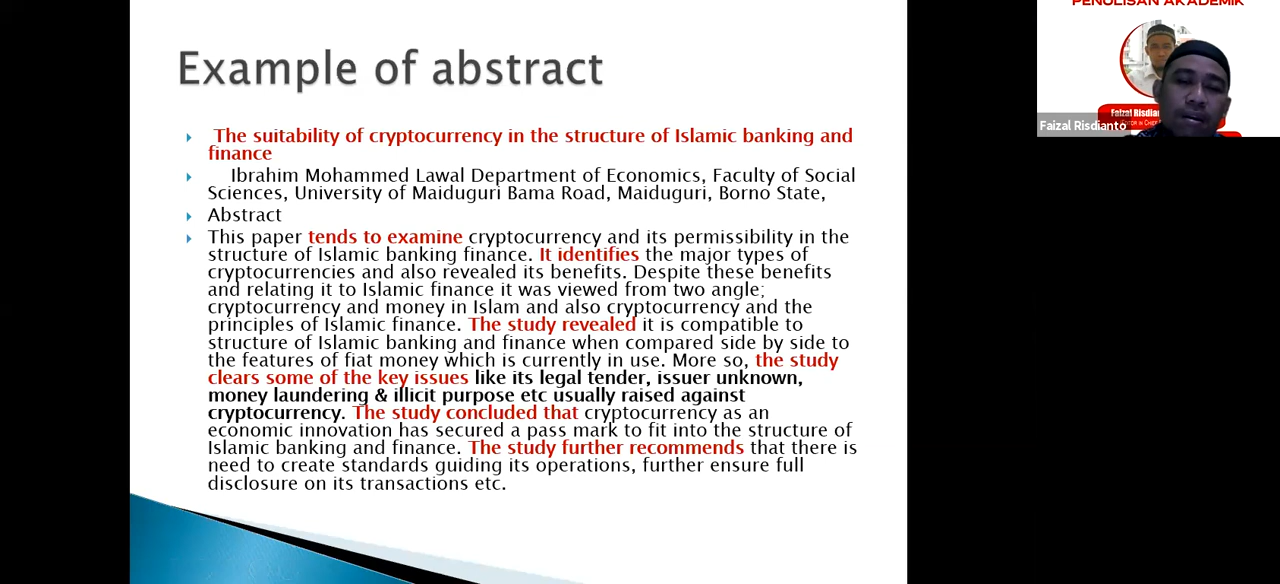 Example of abstract
The suitability of cryptocurrency in the structure of Islamic banking and
finance
Ibrahim Mohammed Lawal Department of Economics, Faculty of Social
Sciences, University of Maiduguri Bama Road, Maiduguri, Borno State,
Abstract
This paper tends to examine cryptocurrency and its permissibility in the
structure of Islamic banking finance. It identifies the major types of
cryptocurrencies and also revealed its benefits. Despite these benefits
and relating it to Islamic finance it was viewed from two angle;
cryptocurrency and money in Islam and also cryptocurrency and the
principles of Islamic finance. The study revealed it is compatible to
structure of Islamic banking and finance when compared side by side to
the features of fiat money which is currently in use. More so, the study
clears some of the key issues like its legal tender, issuer unknown,
money laundering & illicit purpose etc usually raised against
cryptocurrency. The study concluded that cryptocurrency as an
economic innovation has secured a pass mark to fit into the structure of
Islamic banking and finance. The study further recommends that there is
need to create standards guiding its operations, further ensure full
disclosure on its transactions etc.
PENULISAN AKADEMIK
Faizal
Faizal Risdianto